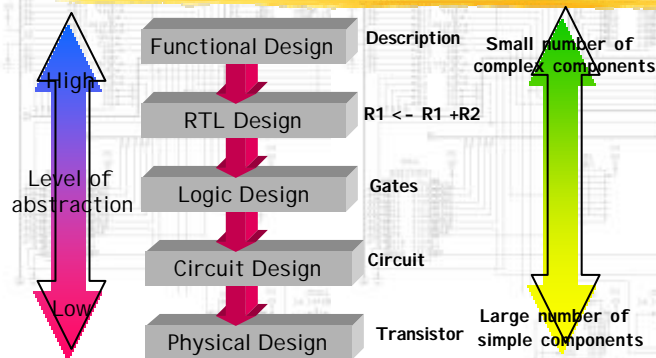 Functional Design
Description
Small number of
complex components
High
RTL Design
R1 <- R1 +R2
Level of
abstraction
Logic Design
Gates
Circuit Design
Circuit
Low
Large number of
simple components
Physical Design
Transistor